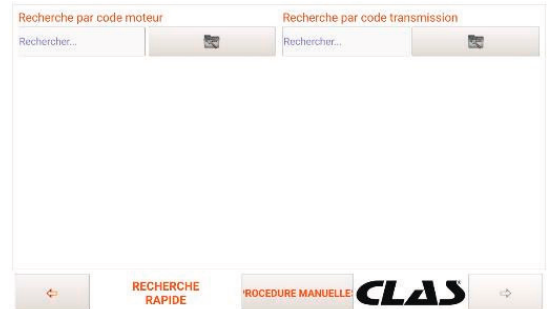 Recherche par code moteur
Recherche par code transmission
Rechercher...
Rechercher...
RECHERCHE
RAPIDE
PROCEDURE MANUELLE
CLAS